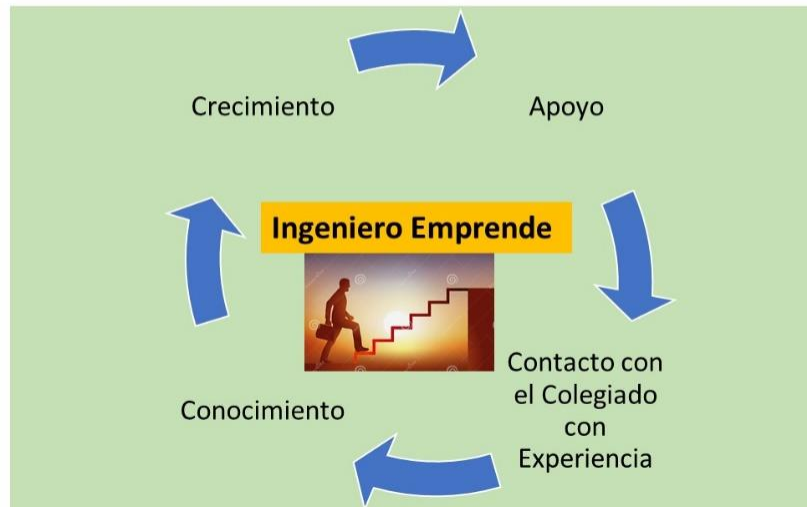 Crecimiento
Apoyo
Ingeniero Emprende
Contacto con
el Colegiado
con
Experiencia
Conocimiento